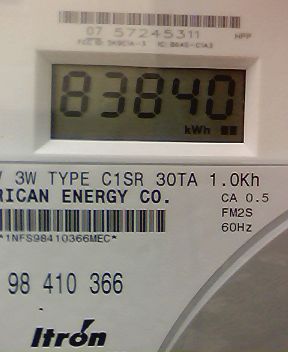 07 57245311
83840
kWh
3W TYPE C1SR 30TA 1.0Kh
RICAN ENERGY CO. CA 0.5
FM2S
60Hz
*1NFS98410366MEC*
98 410 366
Itrón